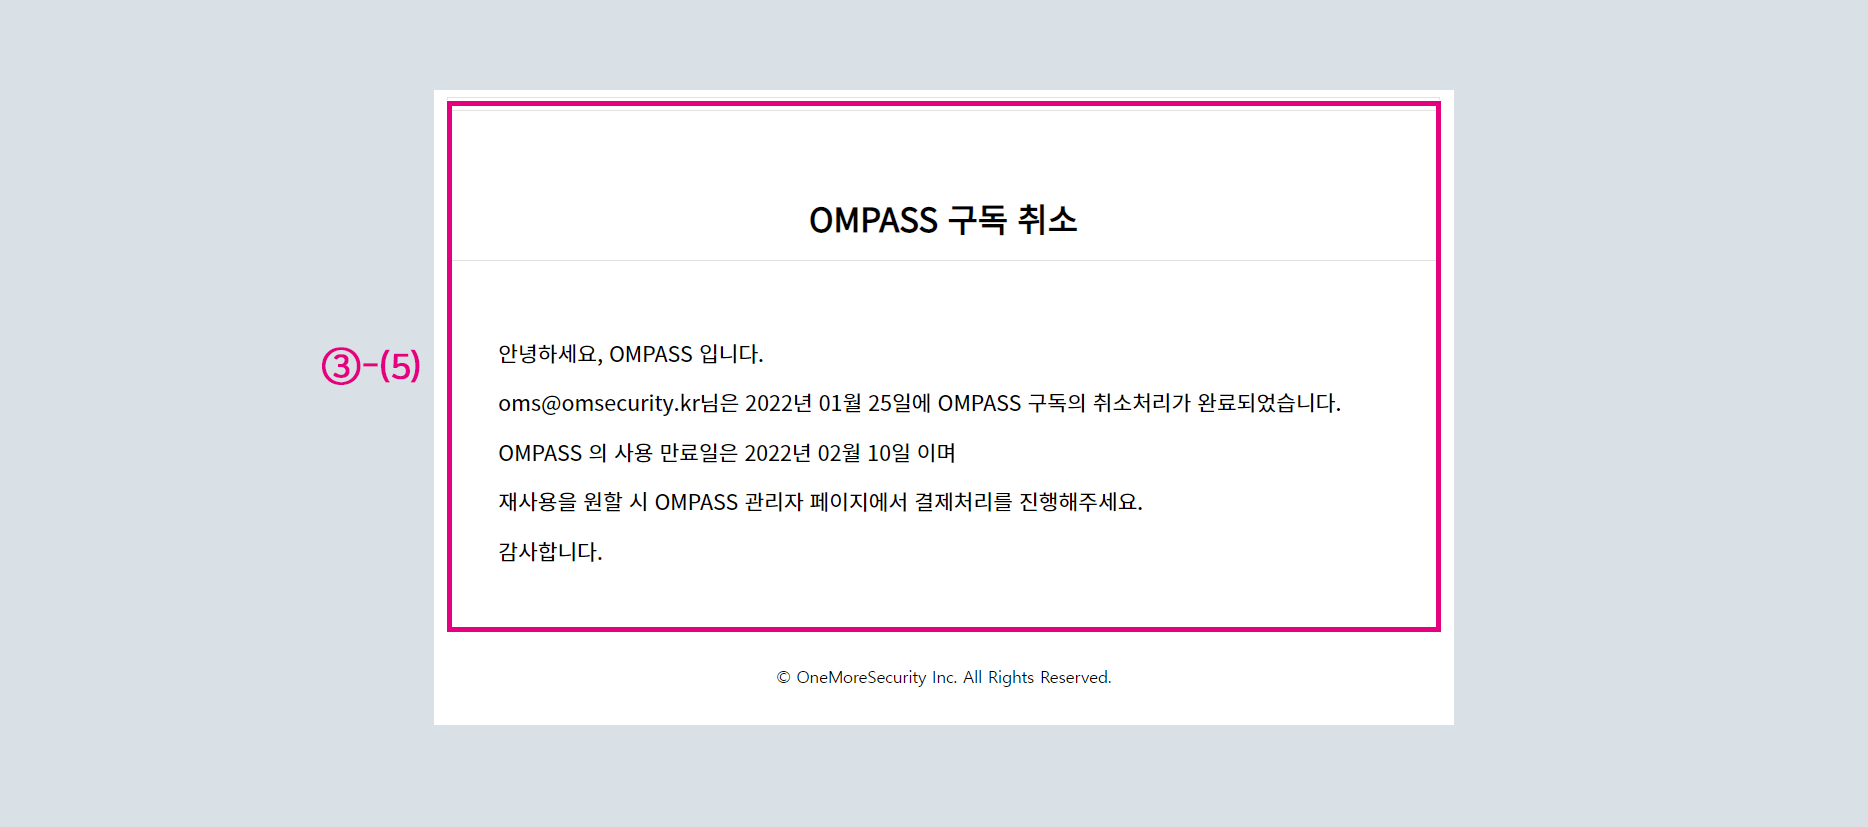 OMPASS 구독 취소
안녕하세요, OMPASS 입니다.
③-(5)
oms@omsecurity.kr님은 2022년 01월 25일에 OMPASS 구독의 취소처리가 완료되었습니다.
OMPASS 의 사용 만료일은 2022년 02월 10일 이며
재사용을 원할 시 OMPASS 관리자 페이지에서 결제처리를 진행해주세요.
감사합니다.
© OneMoreSecurity Inc. All Rights Reserved.